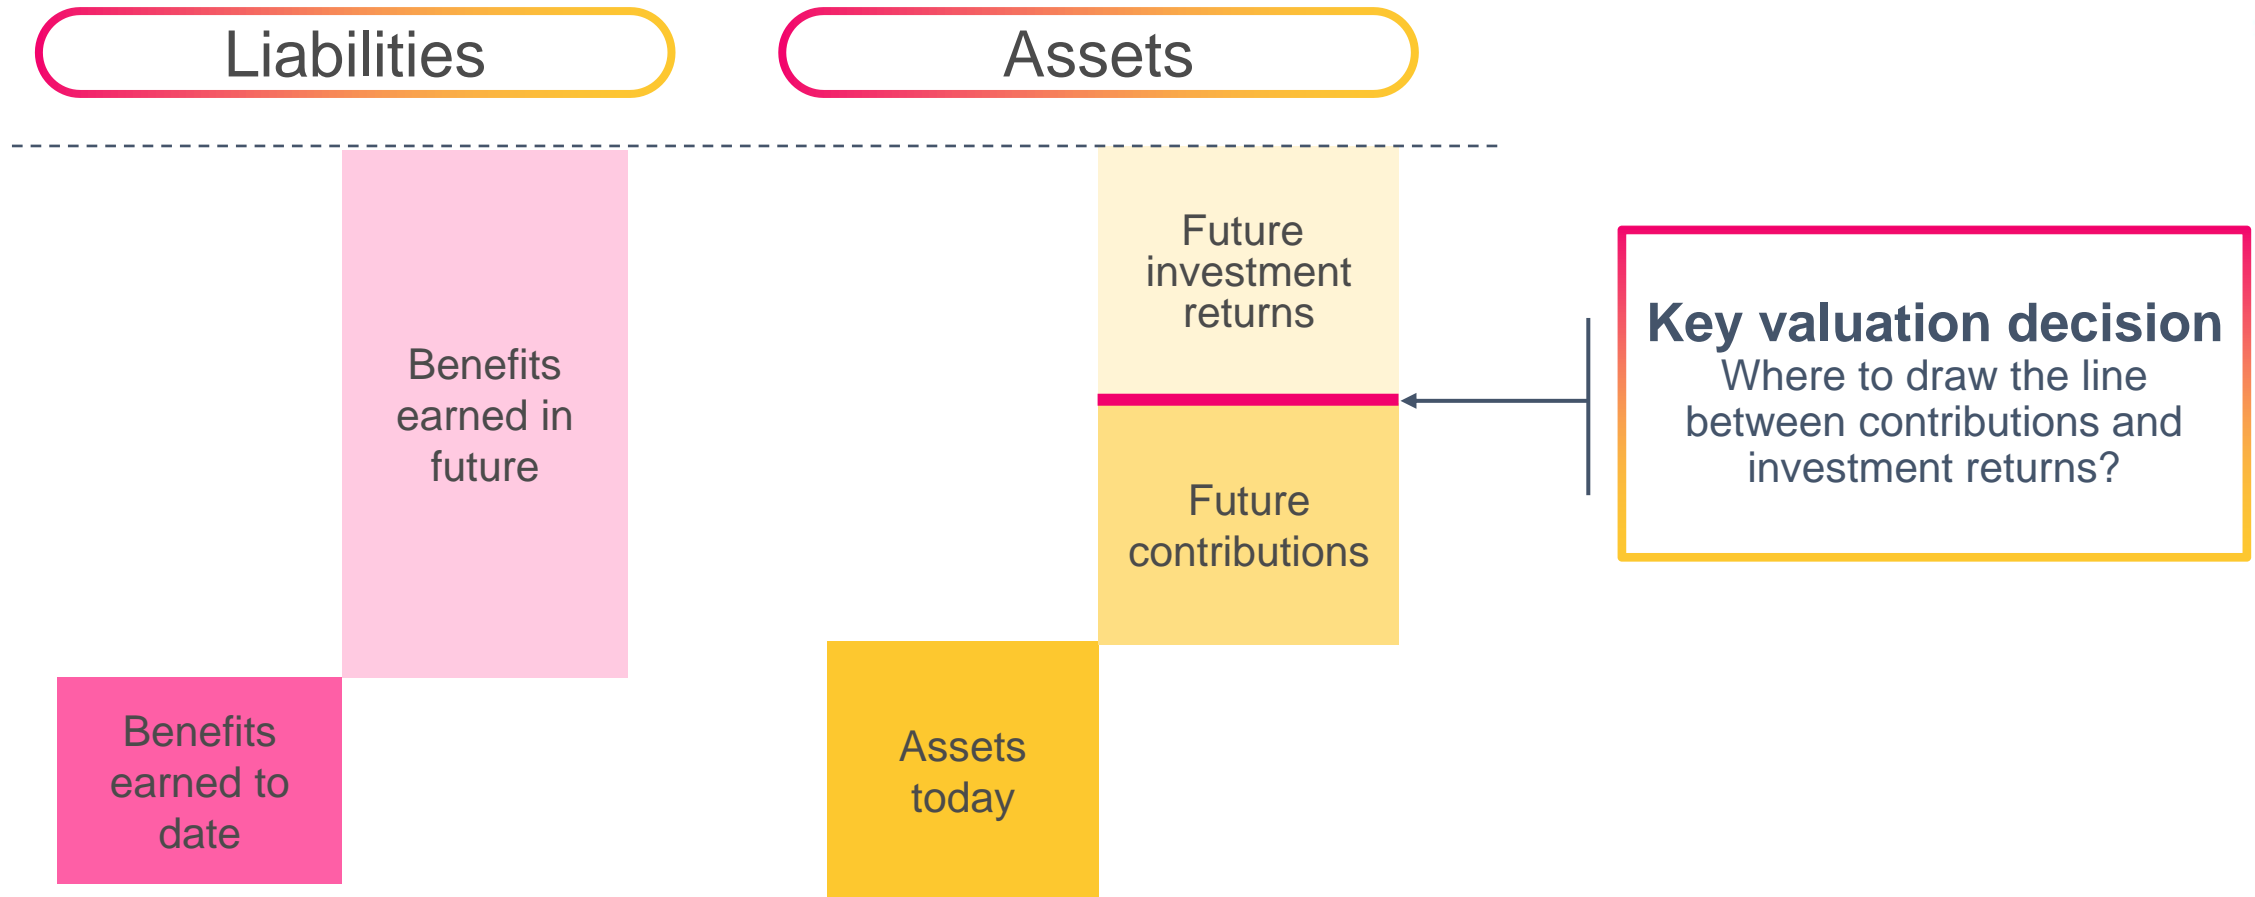 Liabilities
Assets
Benefits
earned in
future
Benefits
earned to
date
Future
investment
returns
Future
contributions
Assets
today
Key valuation decision
Where to draw the line
between contributions and
investment returns?